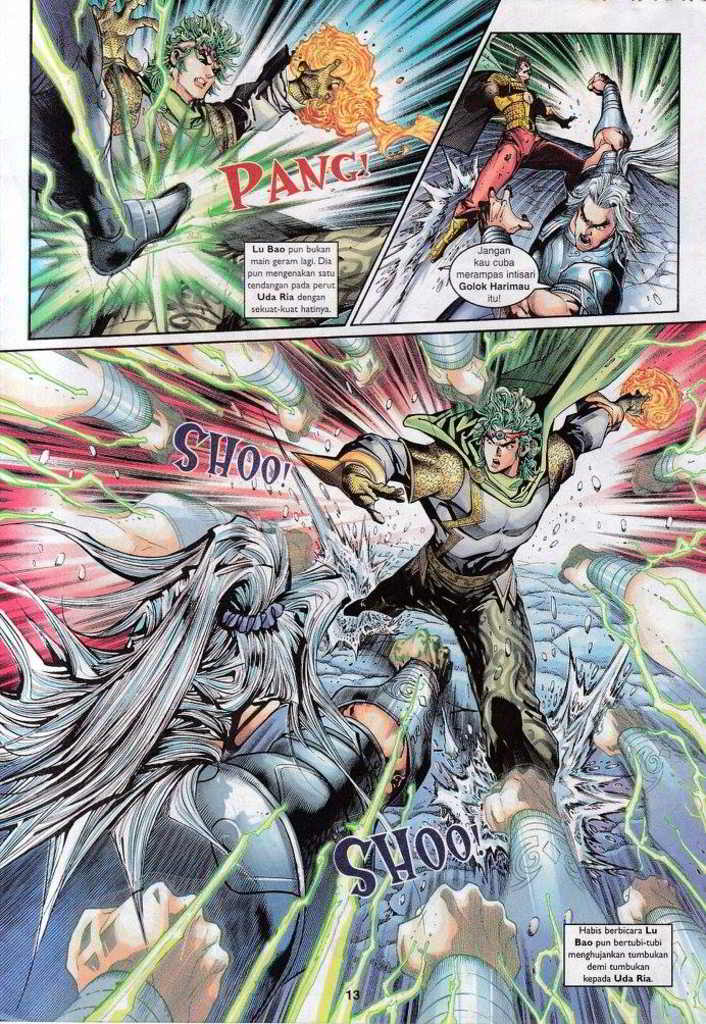 PANG!
Lu Bao pun bukan
main geram lagi. Dia
pun mengenakan satu
tendangan pada perut
Uda Ria dengan
sekuat-kuat hatinya.
Jangan
kau cuba
merampas intisari
Golok Harimau
itu!
SHOO!
SHOO!
Habis berbicara Lu
Bao pun bertubi-tubi
menghujankan tumbukan
demi tumbukan
kepada Uda Ria.
13